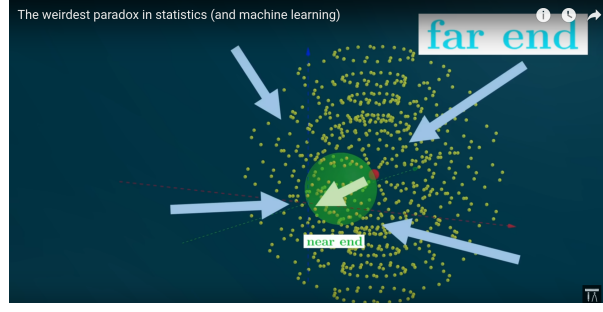 The weirdest paradox in statistics (and machine learning)
far end
near end